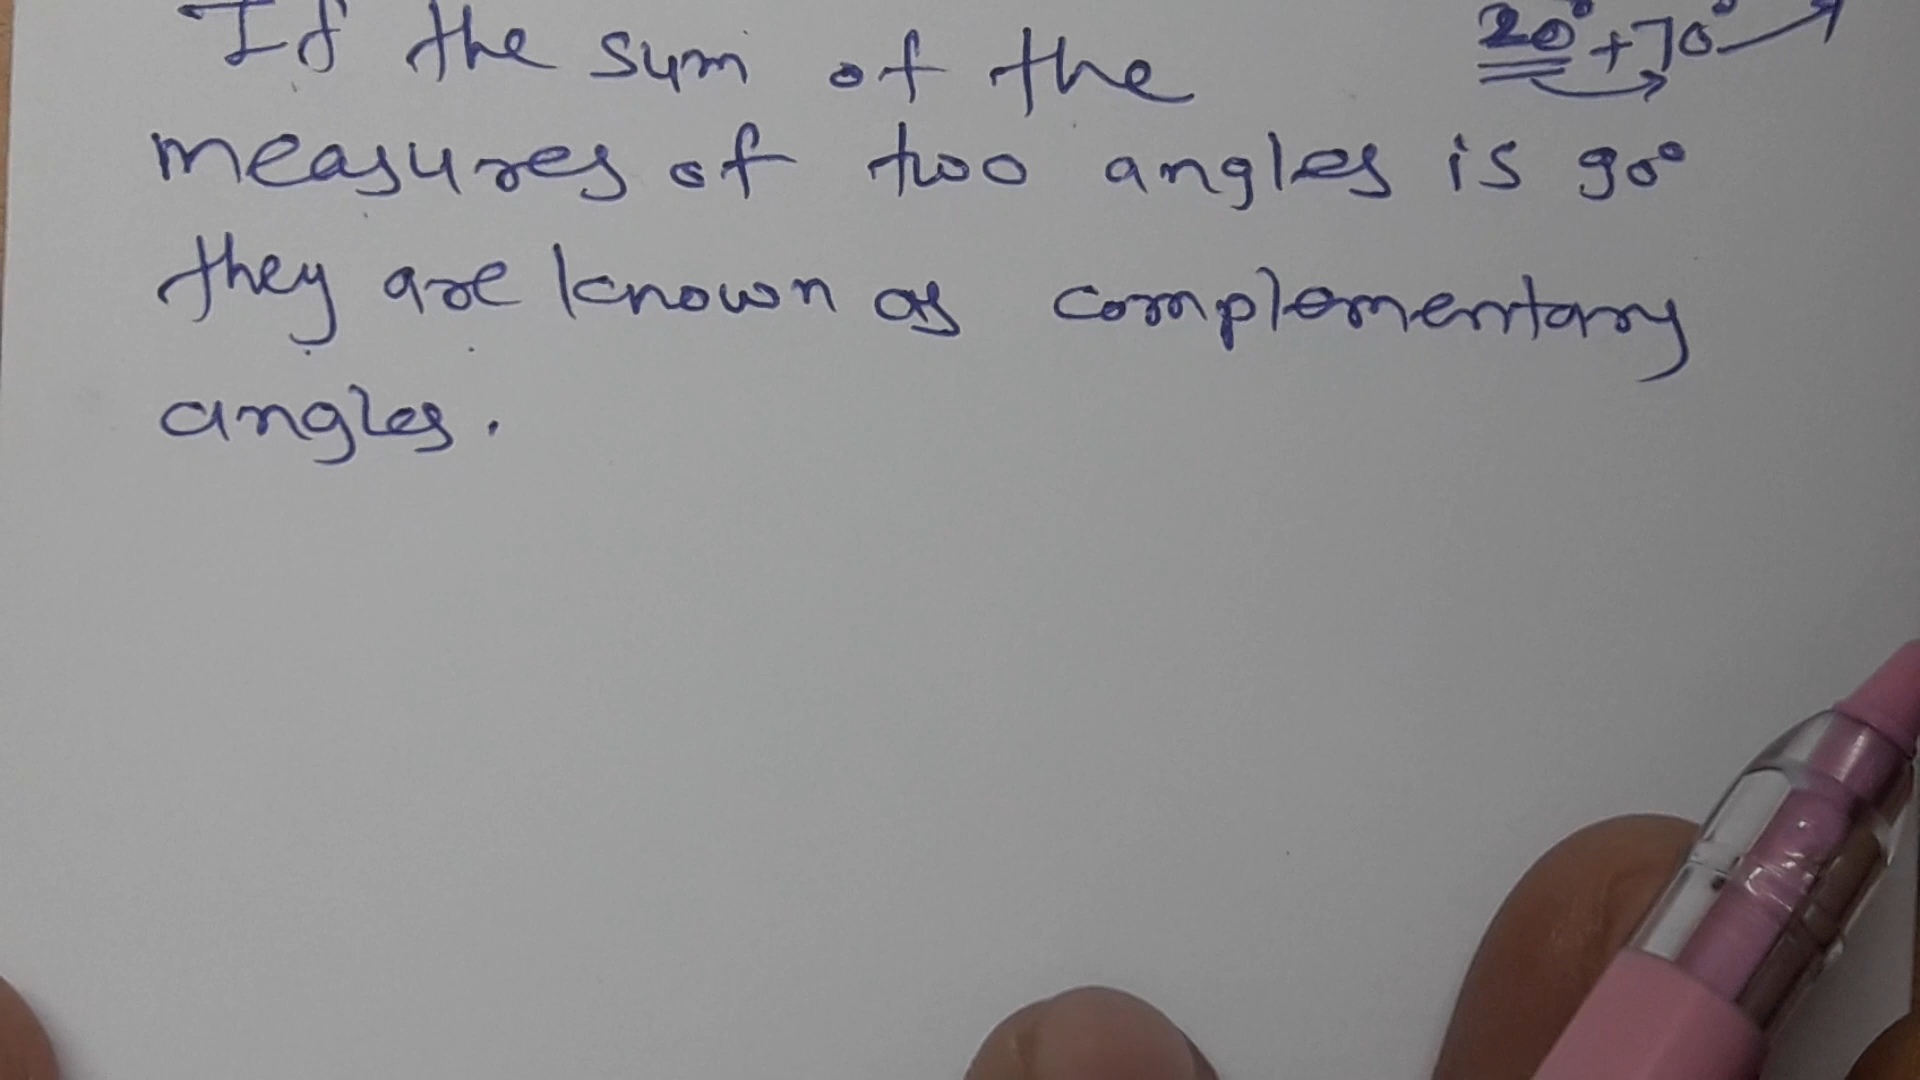 If the sum of the 20° + 70°
measures of two angles is 90°
they are known as complementary
angles.